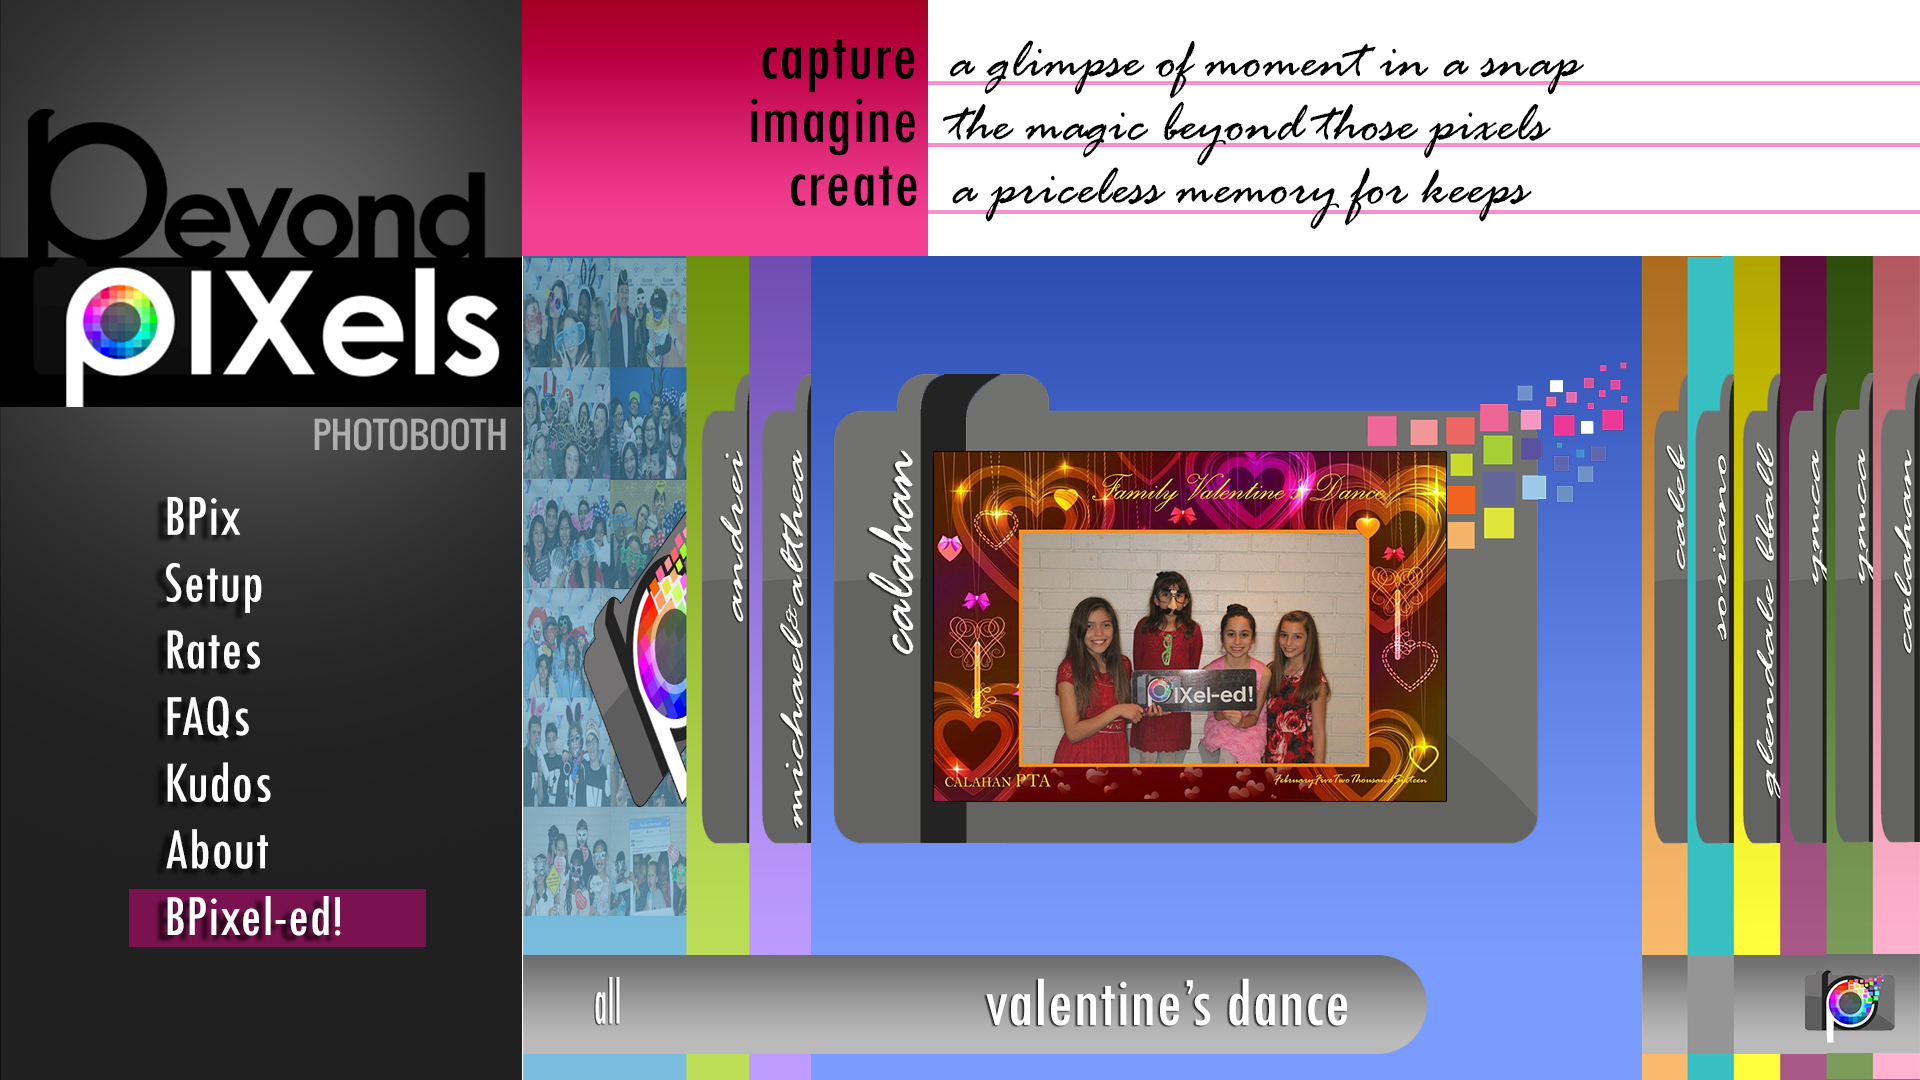 Beyond
pIXels
PHOTOBOOTH
BPix
Setup
Rates
FAQs
Kudos
About
BPixel-ed!
capture a glimpse of moment in a snap
imagine the magic beyond those pixels
create a priceless memory for keeps
andrei
michael&althea
calahan
Family Valentine's Dance
pIXel-ed!
CALAHAN PTA
February Five Two Thousand Sixteen
caleb
soriano
glendale bball
ymca
ymca
calahan
all
valentine's dance